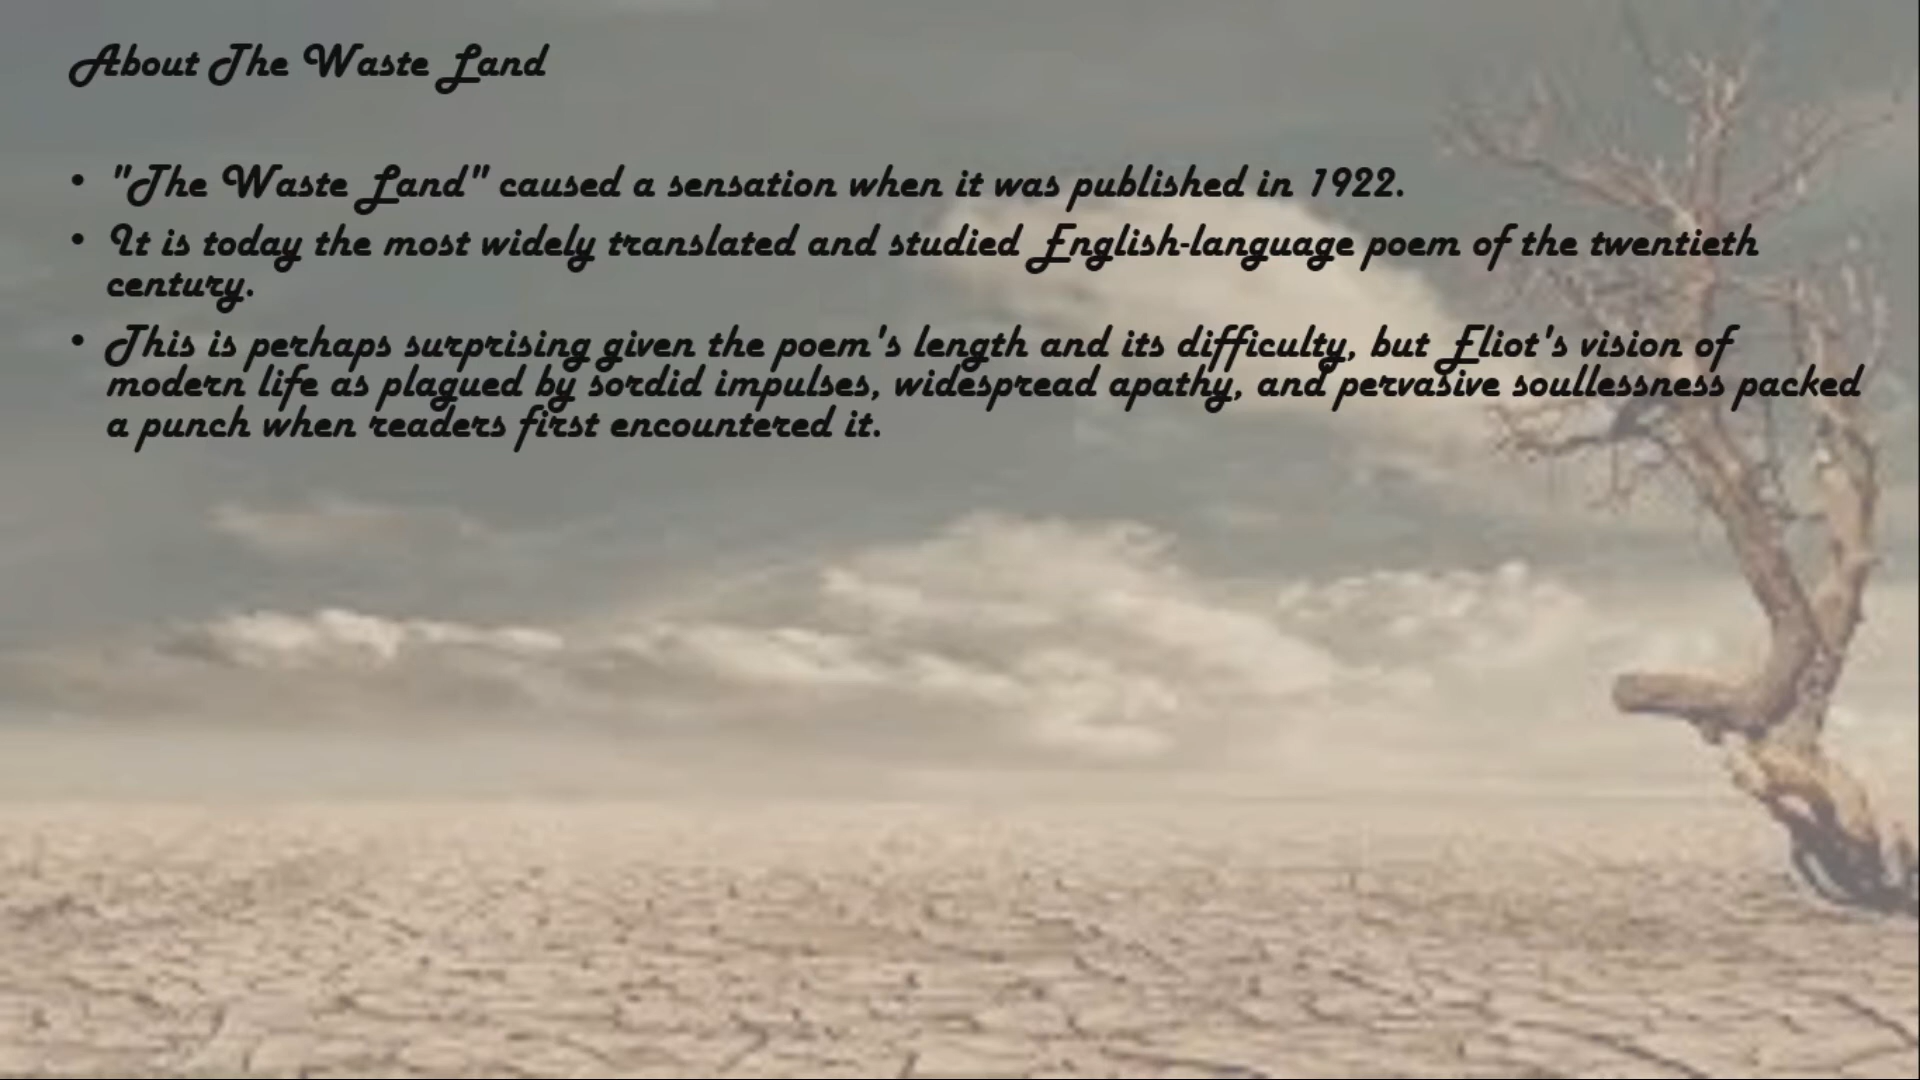 About The Waste Land
• "The Waste Land" caused a sensation when it was published in 1922.
• It is today the most widely translated and studied English-language poem of the twentieth
century.
• This is perhaps surprising given the poem's length and its difficulty, but Eliot's vision of
modern life as plagued by sordid impulses, widespread apathy, and pervasive soullessness packed
a punch when readers first encountered it.